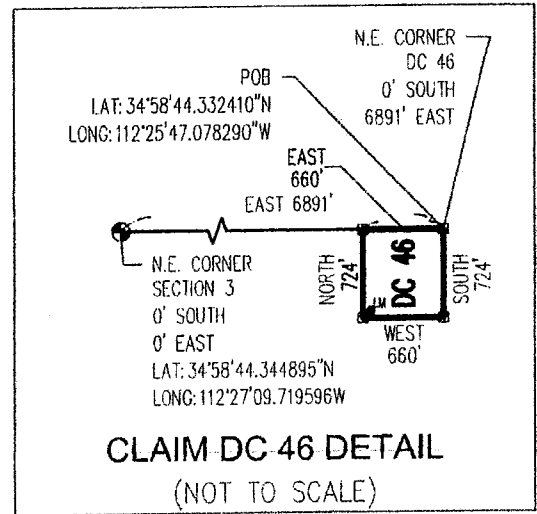 N.E. CORNER
DC 46
0' SOUTH
6891' EAST
POB
LAT: 34°58'44.332410"N
LONG: 112°25'47.078290"W
EAST
660'
EAST 6891'
N.E. CORNER
SECTION 3
0' SOUTH
0' EAST
LAT: 34°58'44.344895"N
LONG: 112°27'09.719596W
NORTH
724'
DC 46
LM
SOUTH
724'
WEST
660'
CLAIM DC 46 DETAIL
(NOT TO SCALE)